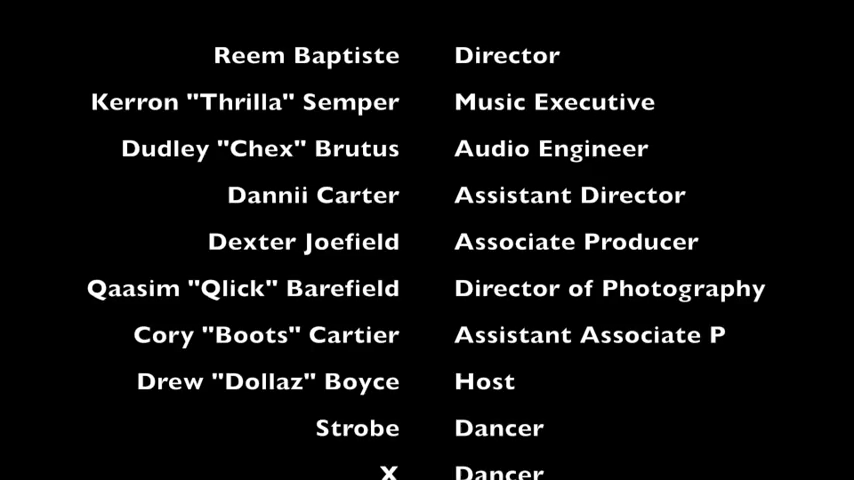 Reem Baptiste Director
Kerron "Thrilla" Semper Music Executive
Dudley "Chex" Brutus Audio Engineer
Dannii Carter Assistant Director
Dexter Joefield Associate Producer
Qaasim "Qlick" Barefield Director of Photography
Cory "Boots" Cartier Assistant Associate P
Drew "Dollaz" Boyce Host
Strobe Dancer
X Dancer